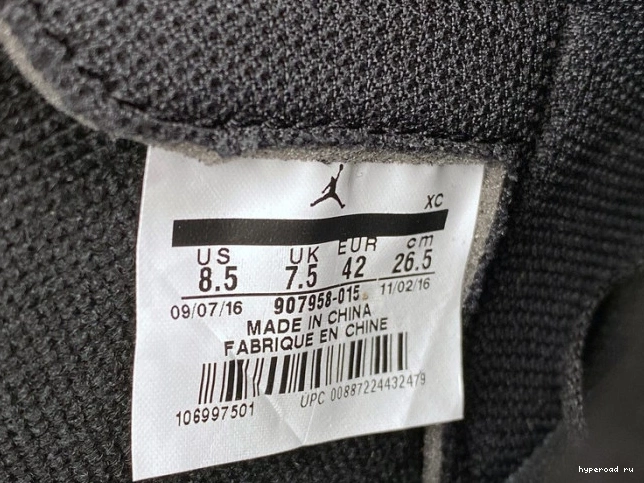 XC
US UK EUR cm
8.5 7.5 42 26.5
09/07/16 907958-015 11/02/16
MADE IN CHINA
FABRIQUE EN CHINE
106997501 UPC 00887224432479
hyperoad ru